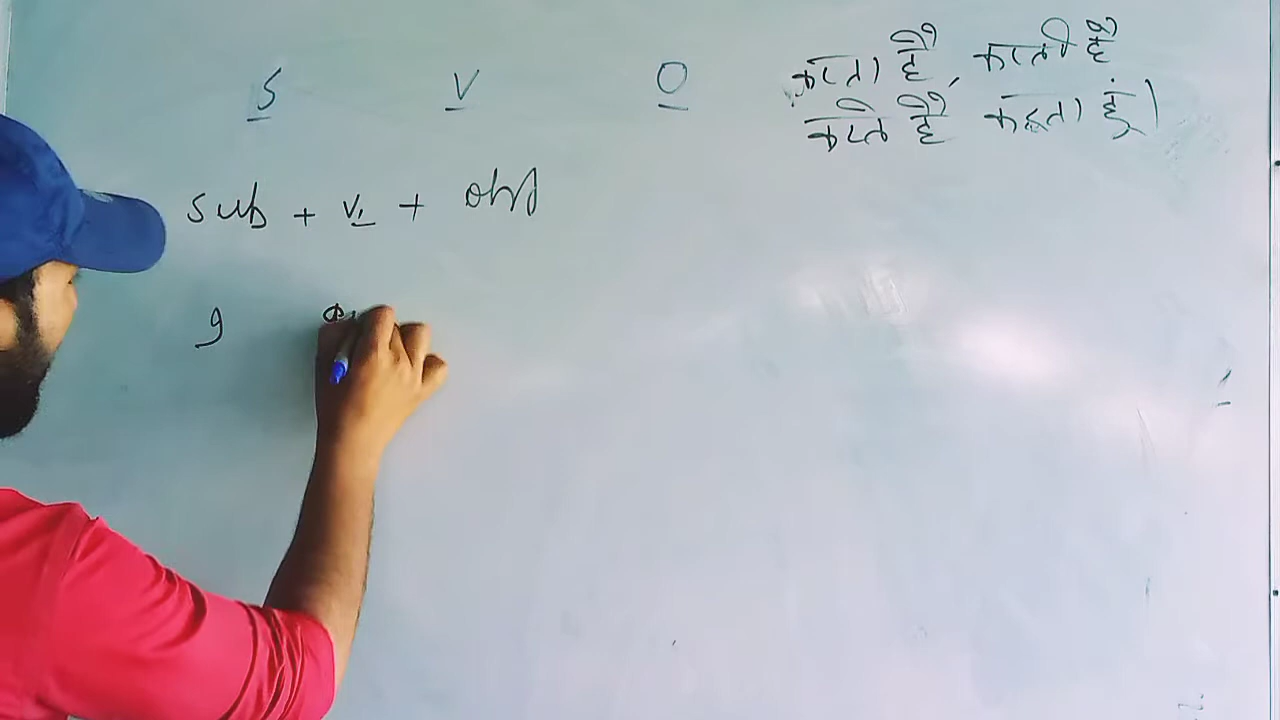 S V O
करता है, करती है
करते है करता हूं।
sub + V₁ + obj
I